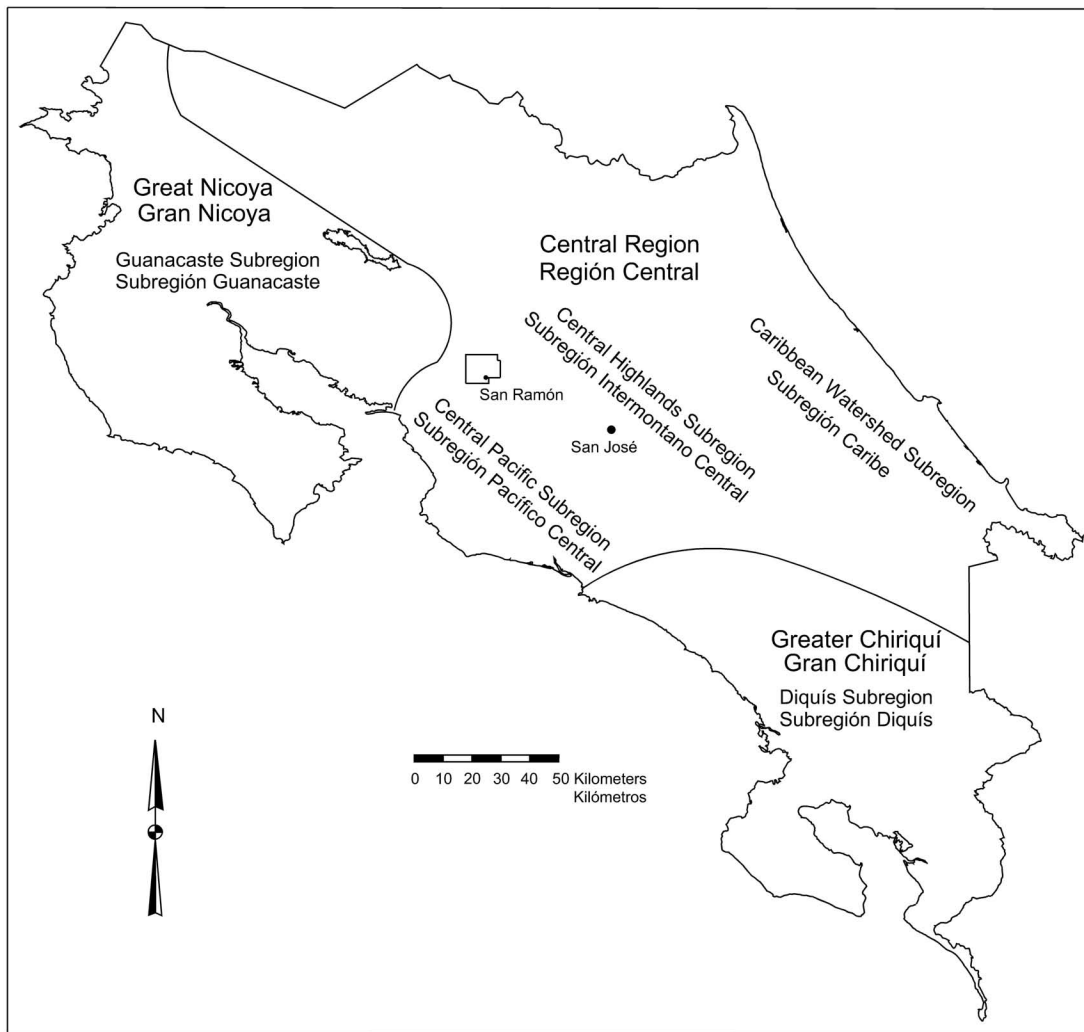 Great Nicoya
Gran Nicoya
Guanacaste Subregion
Subregión Guanacaste
Central Region
Región Central
Central Highlands Subregion
Subregión Intermontano Central
Caribbean Watershed Subregion
Subregión Caribe
San Ramón
San José
Central Pacific Subregion
Subregión Pacífico Central
Greater Chiriquí
Gran Chiriquí
Diquís Subregion
Subregión Diquís
N
0 10 20 30 40 50 Kilometers
Kilómetros